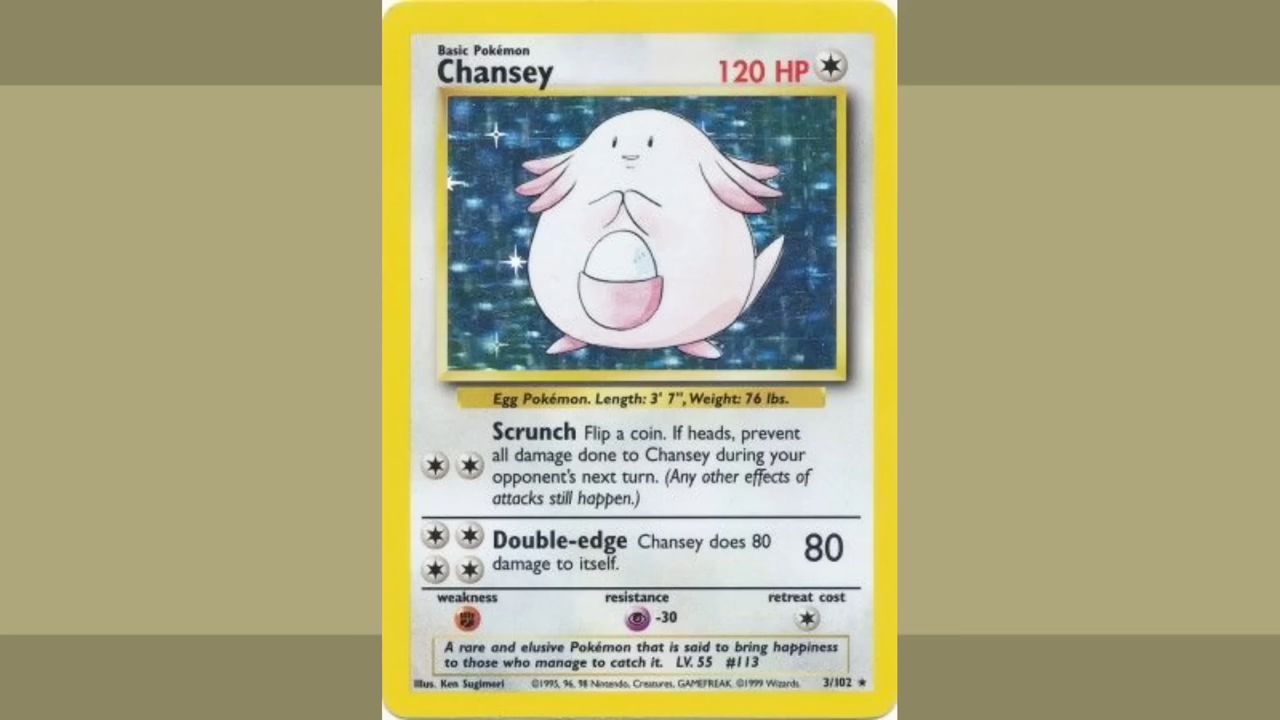 Basic Pokémon
Chansey
120 HP
Egg Pokémon. Length: 3' 7", Weight: 76 lbs.
Scrunch Flip a coin. If heads, prevent
all damage done to Chansey during your
opponent's next turn. (Any other effects of
attacks still happen.)
Double-edge Chansey does 80
damage to itself.
80
weakness resistance retreat cost
-30
A rare and elusive Pokémon that is said to bring happiness
to those who manage to catch it. LV. 55 #113
Illus. Ken Sugimori ©1995, 96, 98 Nintendo, Creatures, GAMEFREAK. ©1999 Wizards. 3/102